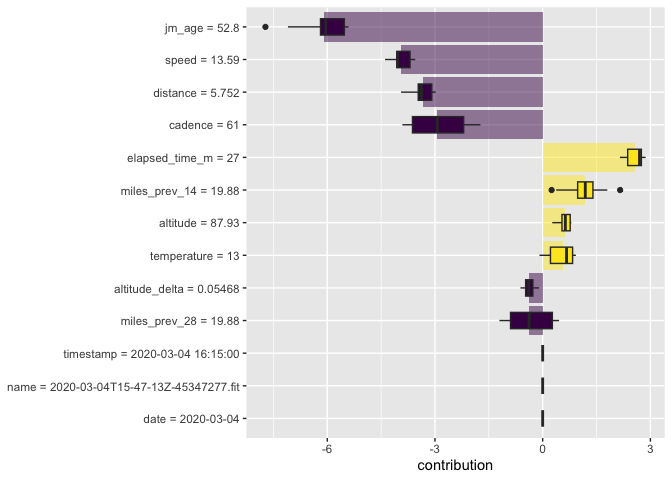 jm_age = 52.8
speed = 13.59
distance = 5.752
cadence = 61
elapsed_time_m = 27
miles_prev_14 = 19.88
altitude = 87.93
temperature = 13
altitude_delta = 0.05468
miles_prev_28 = 19.88
timestamp = 2020-03-04 16:15:00
name = 2020-03-04T15-47-13Z-45347277.fit
date = 2020-03-04
-6 -3 0 3
contribution